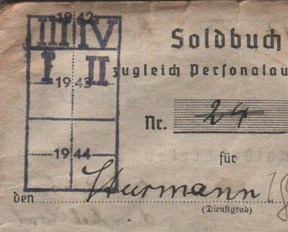 1942
III IV
I II
1943
1944
Soldbuch
zugleich Personalau
Nr. 24
für
den Sturmann
(Dienstgrad)